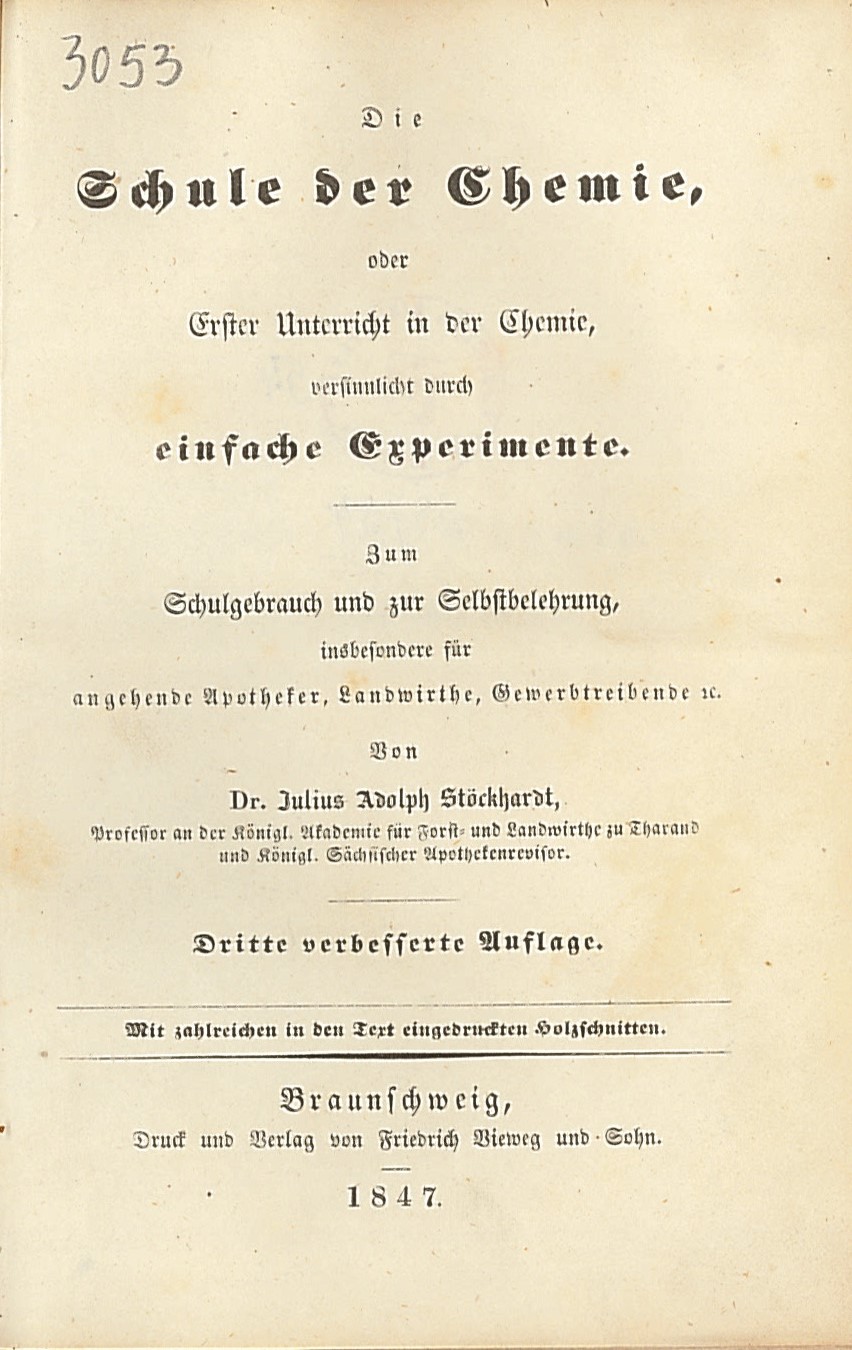 3053
Die
Schule der Chemie,
oder
Erster Unterricht in der Chemie,
versinnlicht durch
einfache Experimente.
Zum
Schulgebrauch und zur Selbstbelehrung,
insbesondere für
angehende Apotheker, Landwirthe, Gewerbtreibende ꝛc.
Von
Dr. Julius Adolph Stöckhardt,
Professor an der Königl. Akademie für Forst- und Landwirthe zu Tharand
und Königl. Sächsischer Apothekenrevisor.
Dritte verbesserte Auflage.
Mit zahlreichen in den Text eingedruckten Holzschnitten.
Braunschweig,
Druck und Verlag von Friedrich Vieweg und Sohn.
1847.